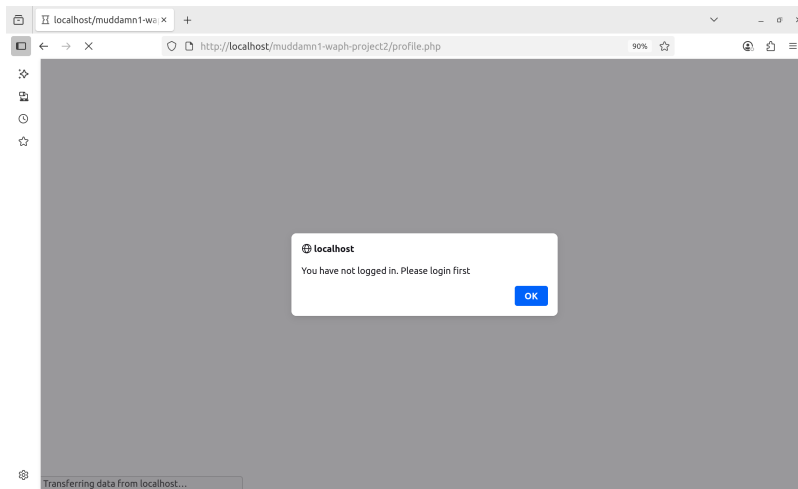 localhost/muddamn1-wa
http://localhost/muddamn1-waph-project2/profile.php
90%
localhost
You have not logged in. Please login first
OK
Transferring data from localhost…